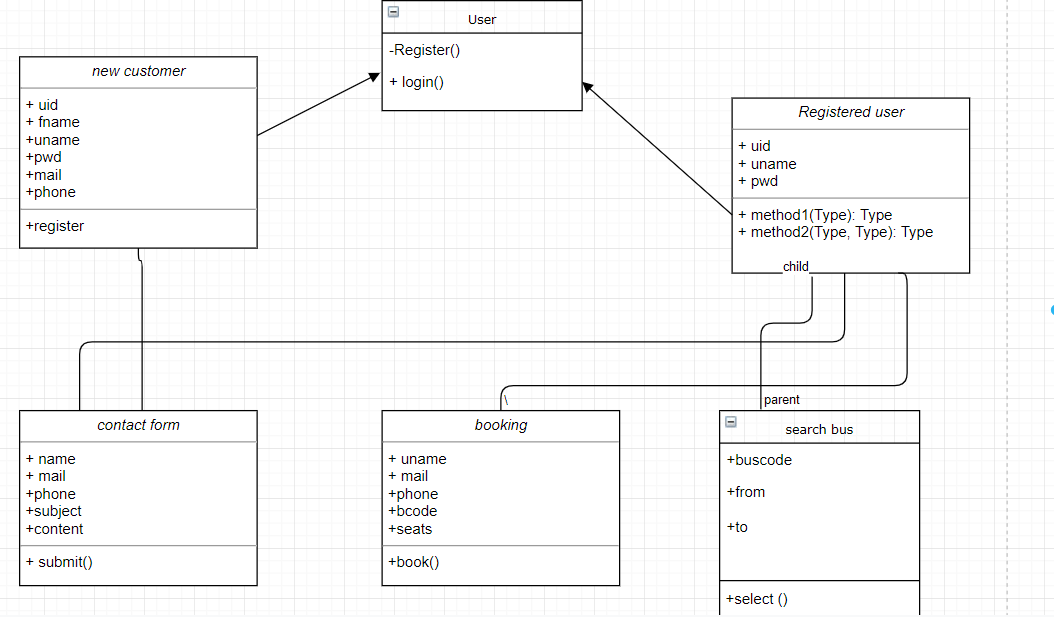 User
-Register()
+ login()
new customer
+ uid
+ fname
+uname
+pwd
+mail
+phone
+register
Registered user
+ uid
+ uname
+ pwd
+ method1(Type): Type
+ method2(Type, Type): Type
child
\
parent
contact form
+ name
+ mail
+phone
+subject
+content
+ submit()
booking
+ uname
+ mail
+phone
+bcode
+seats
+book()
search bus
+buscode
+from
+to
+select ()